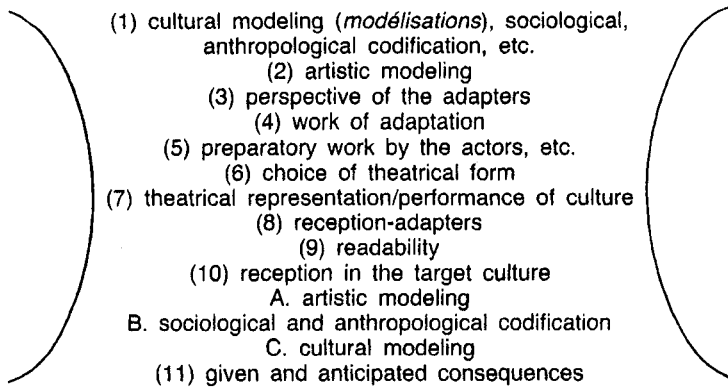 (1) cultural modeling (modélisations), sociological,
anthropological codification, etc.
(2) artistic modeling
(3) perspective of the adapters
(4) work of adaptation
(5) preparatory work by the actors, etc.
(6) choice of theatrical form
(7) theatrical representation/performance of culture
(8) reception-adapters
(9) readability
(10) reception in the target culture
A. artistic modeling
B. sociological and anthropological codification
C. cultural modeling
(11) given and anticipated consequences